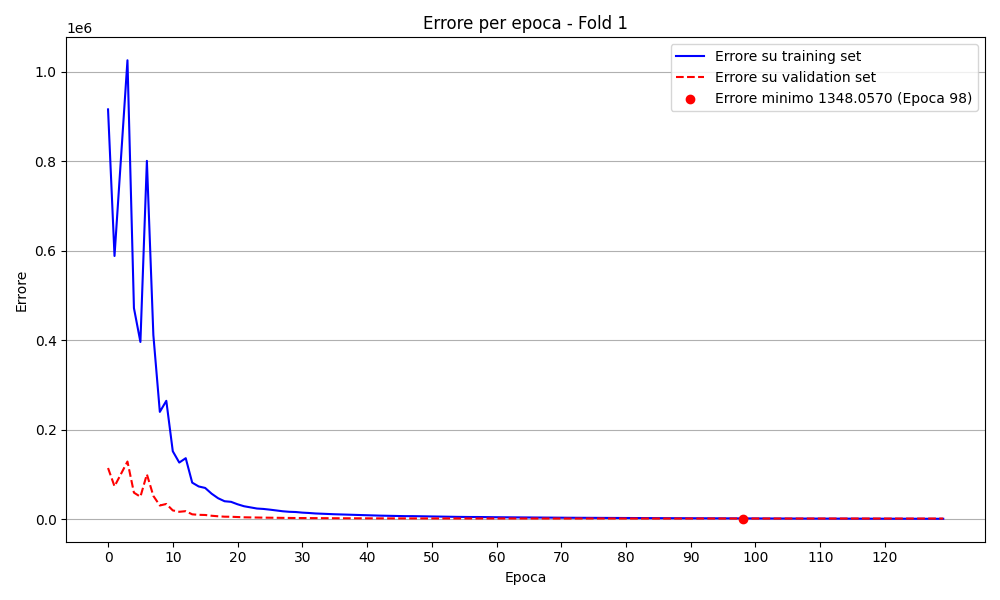 Errore per epoca - Fold 1
1e6
Errore su training set
Errore su validation set
Errore minimo 1348.0570 (Epoca 98)
1.0
0.8
0.6
0.4
0.2
0.0
Errore
0 10 20 30 40 50 60 70 80 90 100 110 120
Epoca